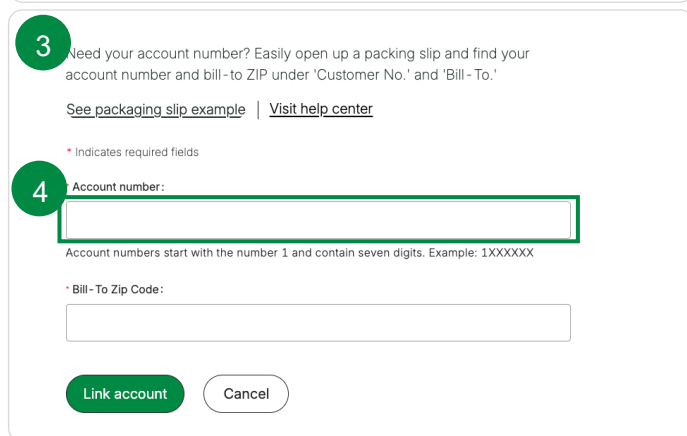 3
Need your account number? Easily open up a packing slip and find your
account number and bill-to ZIP under 'Customer No.' and 'Bill-To.'
See packaging slip example | Visit help center
* Indicates required fields
4
* Account number:
Account numbers start with the number 1 and contain seven digits. Example: 1XXXXXX
* Bill-To Zip Code:
Link account
Cancel